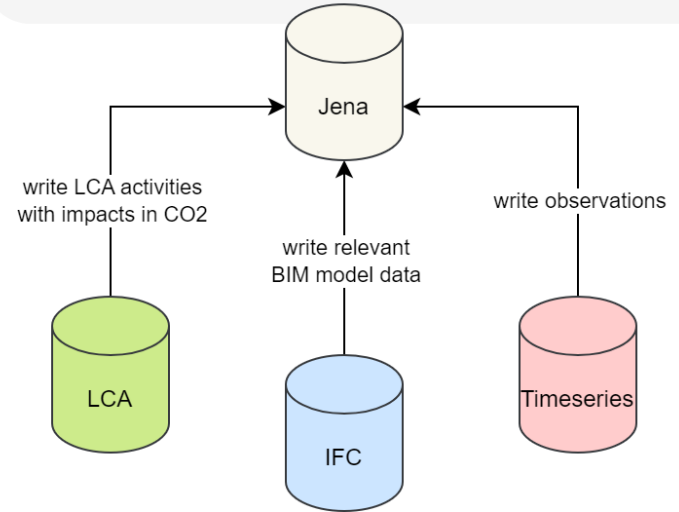 Jena
write LCA activities
with impacts in CO2
write observations
write relevant
BIM model data
LCA
Timeseries
IFC